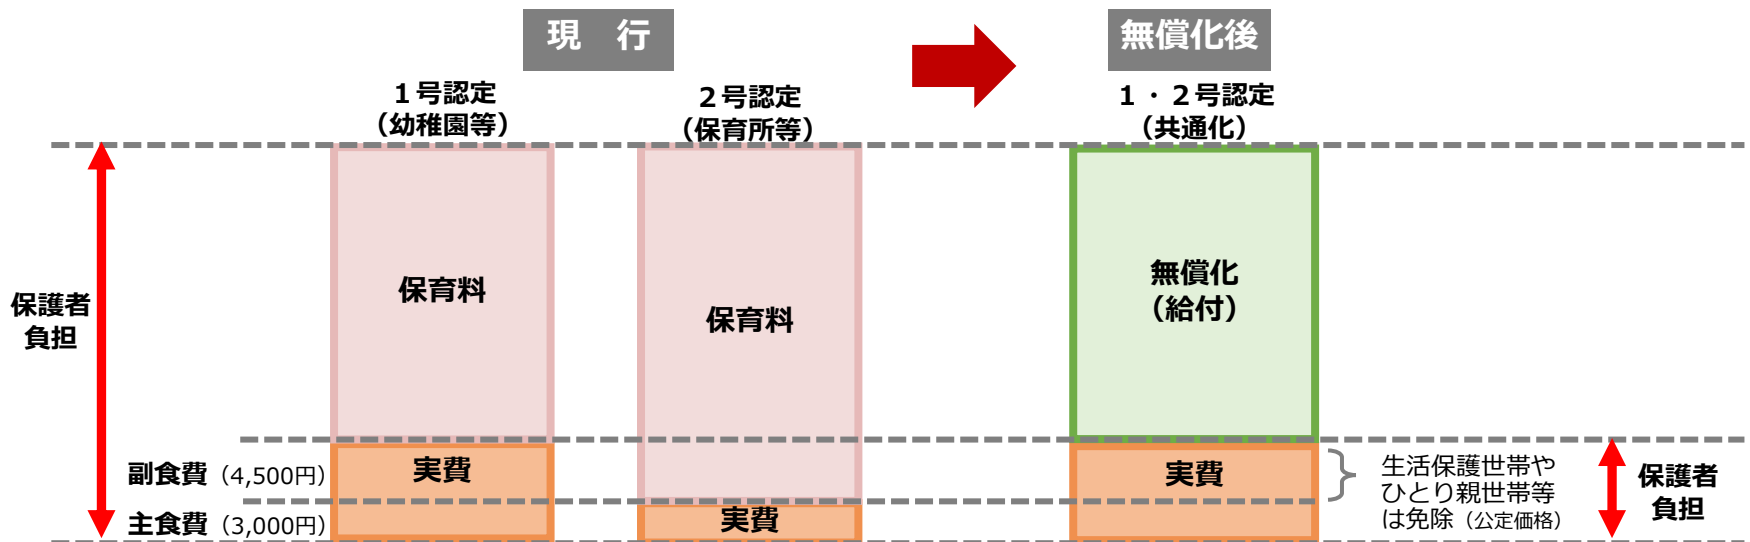 現　行
無償化後
１号認定
（幼稚園等）
２号認定
（保育所等）
１・２号認定
（共通化）
保護者
負担
保育料
保育料
無償化
（給付）
副食費（4,500円）
実費
実費
生活保護世帯や
ひとり親世帯等
は免除（公定価格）
保護者
負担
主食費（3,000円）
実費